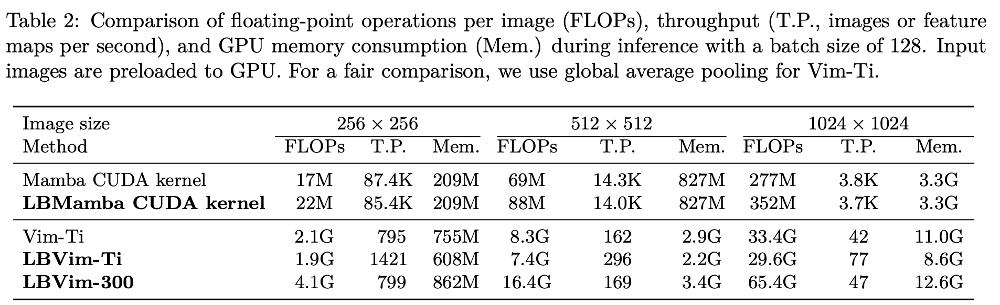 Table 2: Comparison of floating-point operations per image (FLOPs), throughput (T.P., images or feature
maps per second), and GPU memory consumption (Mem.) during inference with a batch size of 128. Input
images are preloaded to GPU. For a fair comparison, we use global average pooling for Vim-Ti.
Image size 256 × 256 512 × 512 1024 × 1024
Method FLOPs T.P. Mem. FLOPs T.P. Mem. FLOPs T.P. Mem.
Mamba CUDA kernel 17M 87.4K 209M 69M 14.3K 827M 277M 3.8K 3.3G
LBMamba CUDA kernel 22M 85.4K 209M 88M 14.0K 827M 352M 3.7K 3.3G
Vim-Ti 2.1G 795 755M 8.3G 162 2.9G 33.4G 42 11.0G
LBVim-Ti 1.9G 1421 608M 7.4G 296 2.2G 29.6G 77 8.6G
LBVim-300 4.1G 799 862M 16.4G 169 3.4G 65.4G 47 12.6G